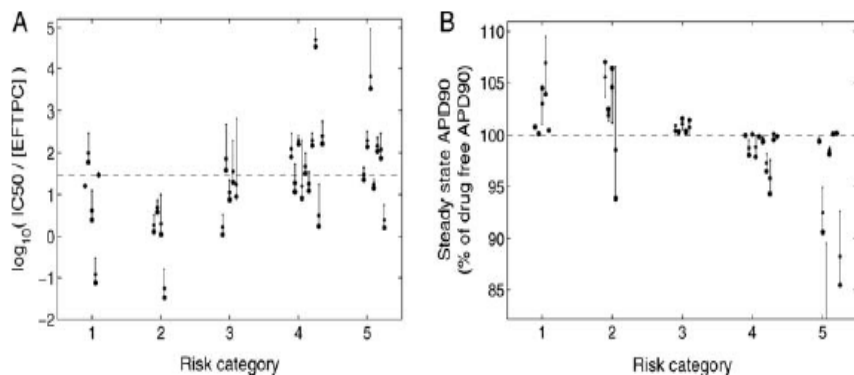 A
log10( IC50 / [EFTPC] )
5
4
3
2
1
0
−1
−2
1 2 3 4 5
Risk category
B
Steady state APD90
(% of drug free APD90)
110
105
100
95
90
85
1 2 3 4 5
Risk category